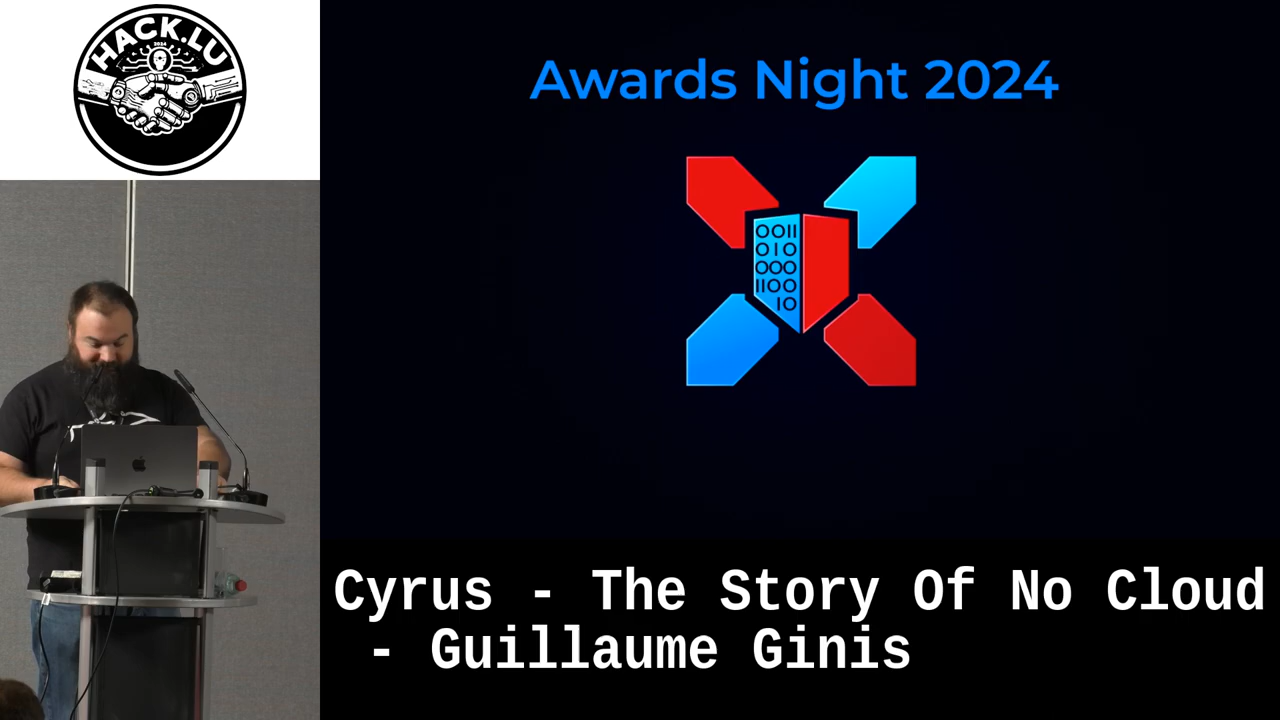 HACK.LU
2024
Awards Night 2024
0011
010
000
1100
10
Cyrus - The Story Of No Cloud
- Guillaume Ginis